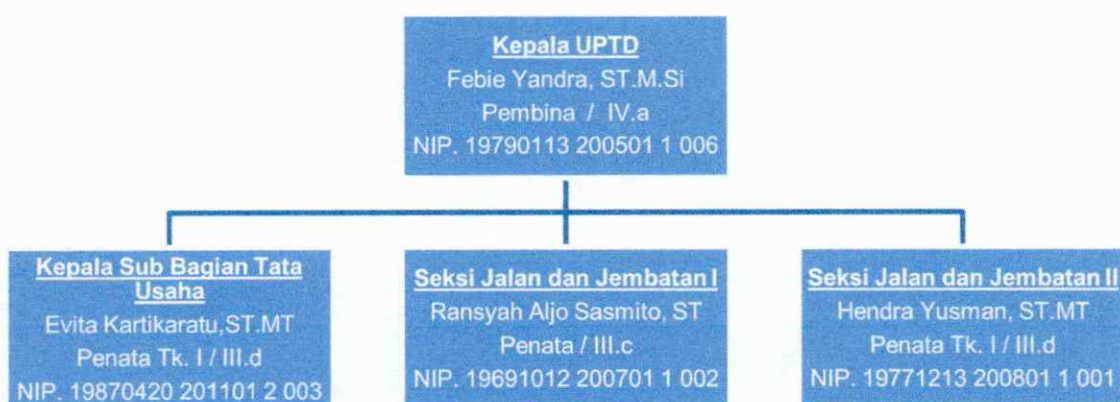 Kepala UPTD
Febie Yandra, ST.M.Si
Pembina / IV.a
NIP. 19790113 200501 1 006
Kepala Sub Bagian Tata
Usaha
Evita Kartikaratu,ST.MT
Penata Tk. I / III.d
NIP. 19870420 201101 2 003
Seksi Jalan dan Jembatan I
Ransyah Aljo Sasmito, ST
Penata / III.c
NIP. 19691012 200701 1 002
Seksi Jalan dan Jembatan II
Hendra Yusman, ST.MT
Penata Tk. I / III.d
NIP. 19771213 200801 1 001